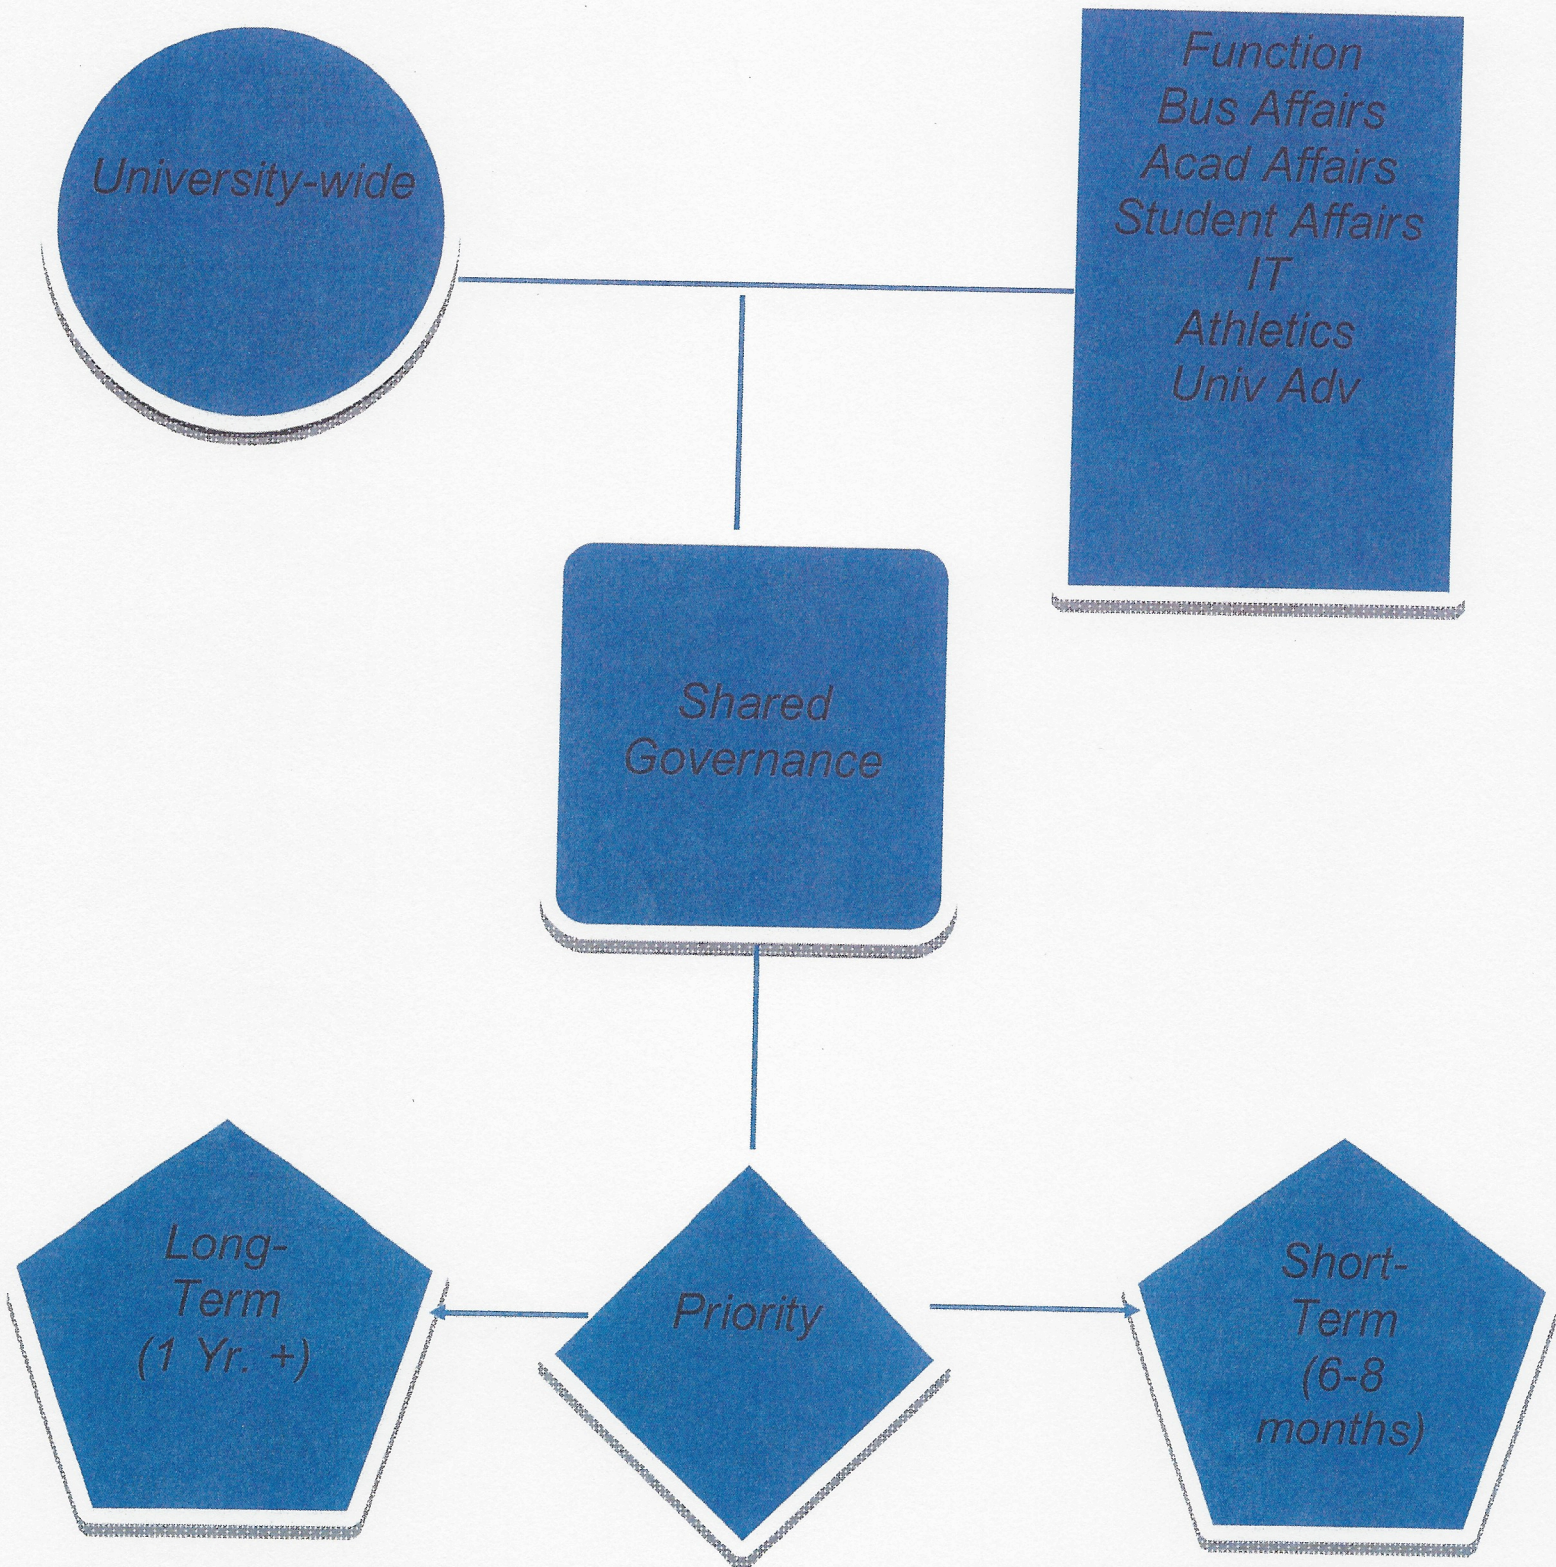 University-wide
Function
Bus Affairs
Acad Affairs
Student Affairs
IT
Athletics
Univ Adv
Shared
Governance
Long-
Term
(1 Yr. +)
Priority
Short-
Term
(6-8
months)